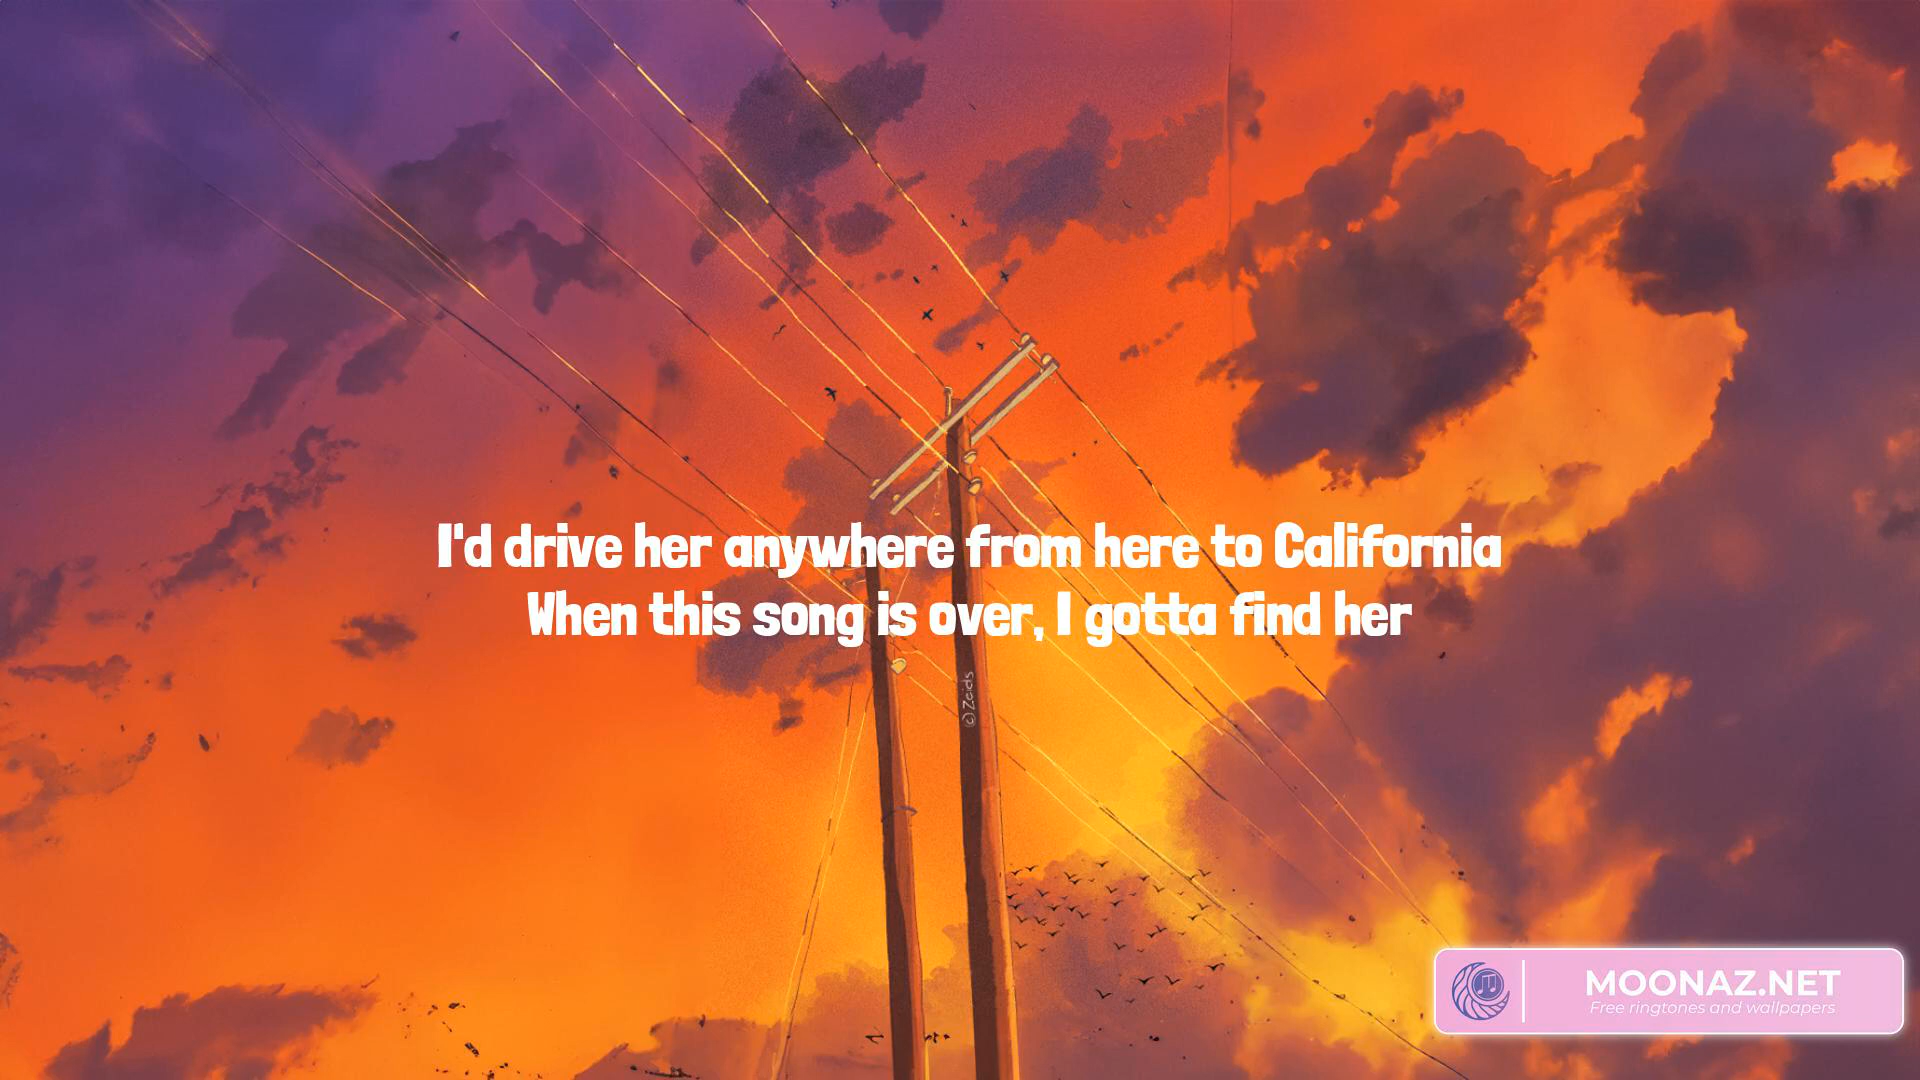 I'd drive her anywhere from here to California
When this song is over, I gotta find her
© Zeids
MOONAZ.NET
Free ringtones and wallpapers